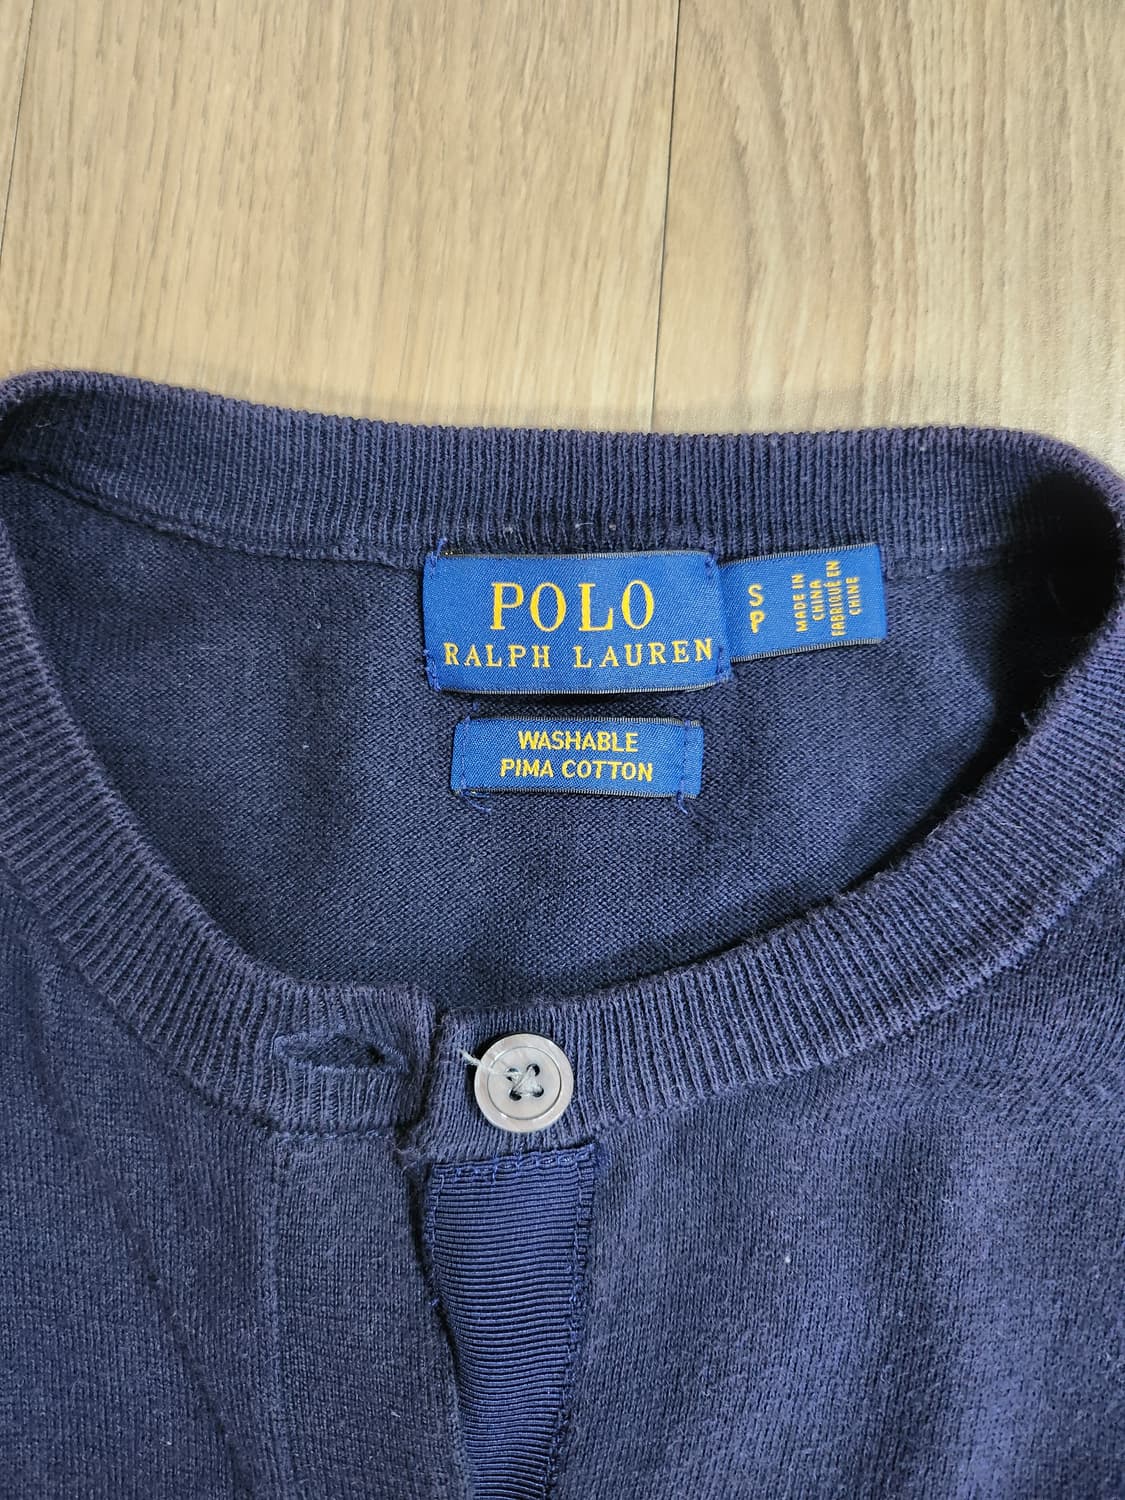 POLO
RALPH LAUREN
S
P
MADE IN
CHINA
FABRIQUÉ EN
CHINE
WASHABLE
PIMA COTTON